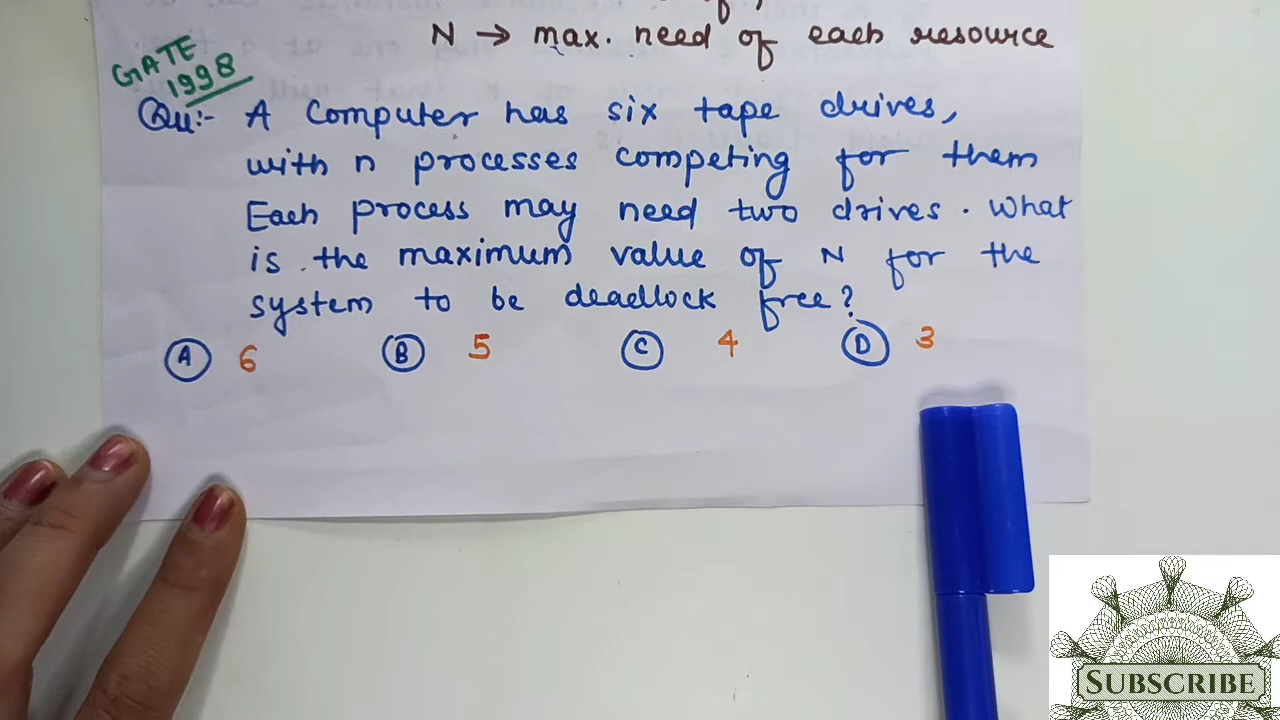 N → max. need of each resource
GATE
1998
Qu:- A Computer has six tape drives,
with n processes competing for them
Each process may need two drives. What
is the maximum value of N for the
system to be deadlock free?
A 6 B 5 C 4 D 3
SUBSCRIBE